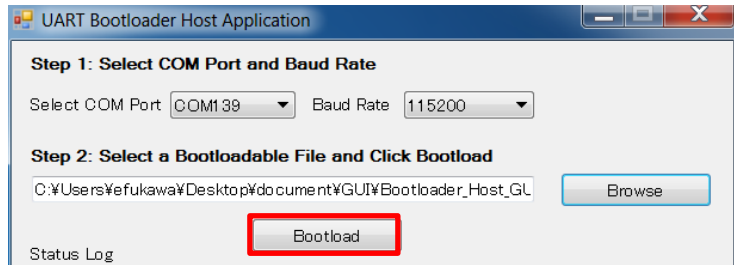 UART Bootloader Host Application
Step 1: Select COM Port and Baud Rate
Select COM Port COM139 Baud Rate 115200
Step 2: Select a Bootloadable File and Click Bootload
C:¥Users¥efukawa¥Desktop¥document¥GUI¥Bootloader_Host_GU Browse
Bootload
Status Log